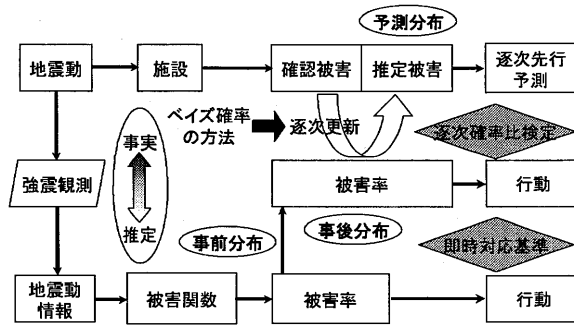 予測分布
地震動
施設
確認被害
推定被害
逐次先行
予測
ベイズ確率
の方法
逐次更新
事実
推定
逐次確率比検定
強震観測
被害率
行動
事前分布
事後分布
即時対応基準
地震動
情報
被害関数
被害率
行動